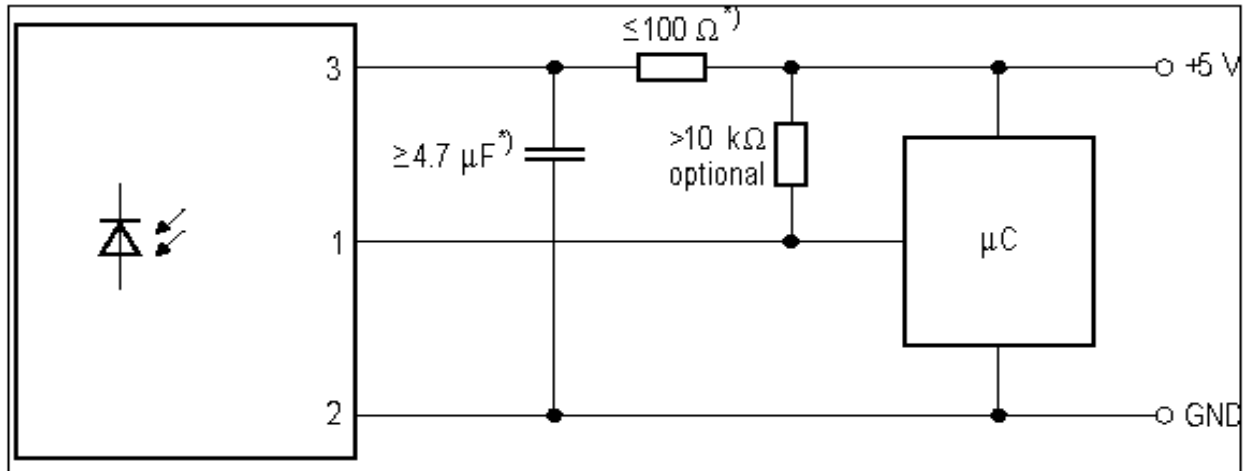 ≤100 Ω*)
3
+5 V
≥4.7 µF*)
>10 kΩ
optional
1
µC
2
GND